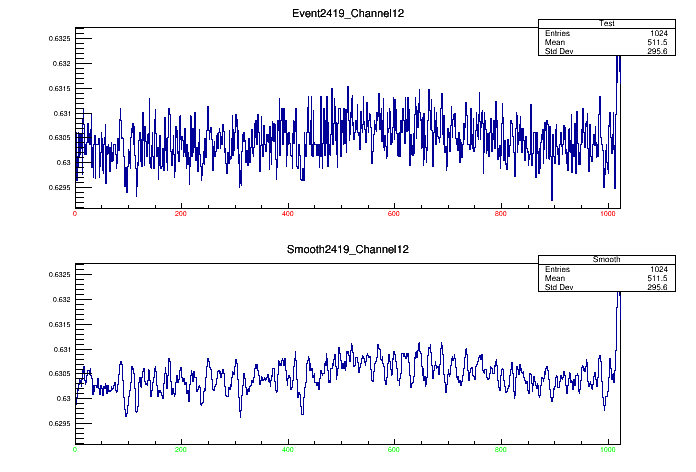 Event2419_Channel12
Test
Entries 1024
Mean 511.5
Std Dev 295.6
0.6325
0.632
0.6315
0.631
0.6305
0.63
0.6295
0 200 400 600 800 1000
Smooth2419_Channel12
Smooth
Entries 1024
Mean 511.5
Std Dev 295.6
0.6325
0.632
0.6315
0.631
0.6305
0.63
0.6295
0 200 400 600 800 1000